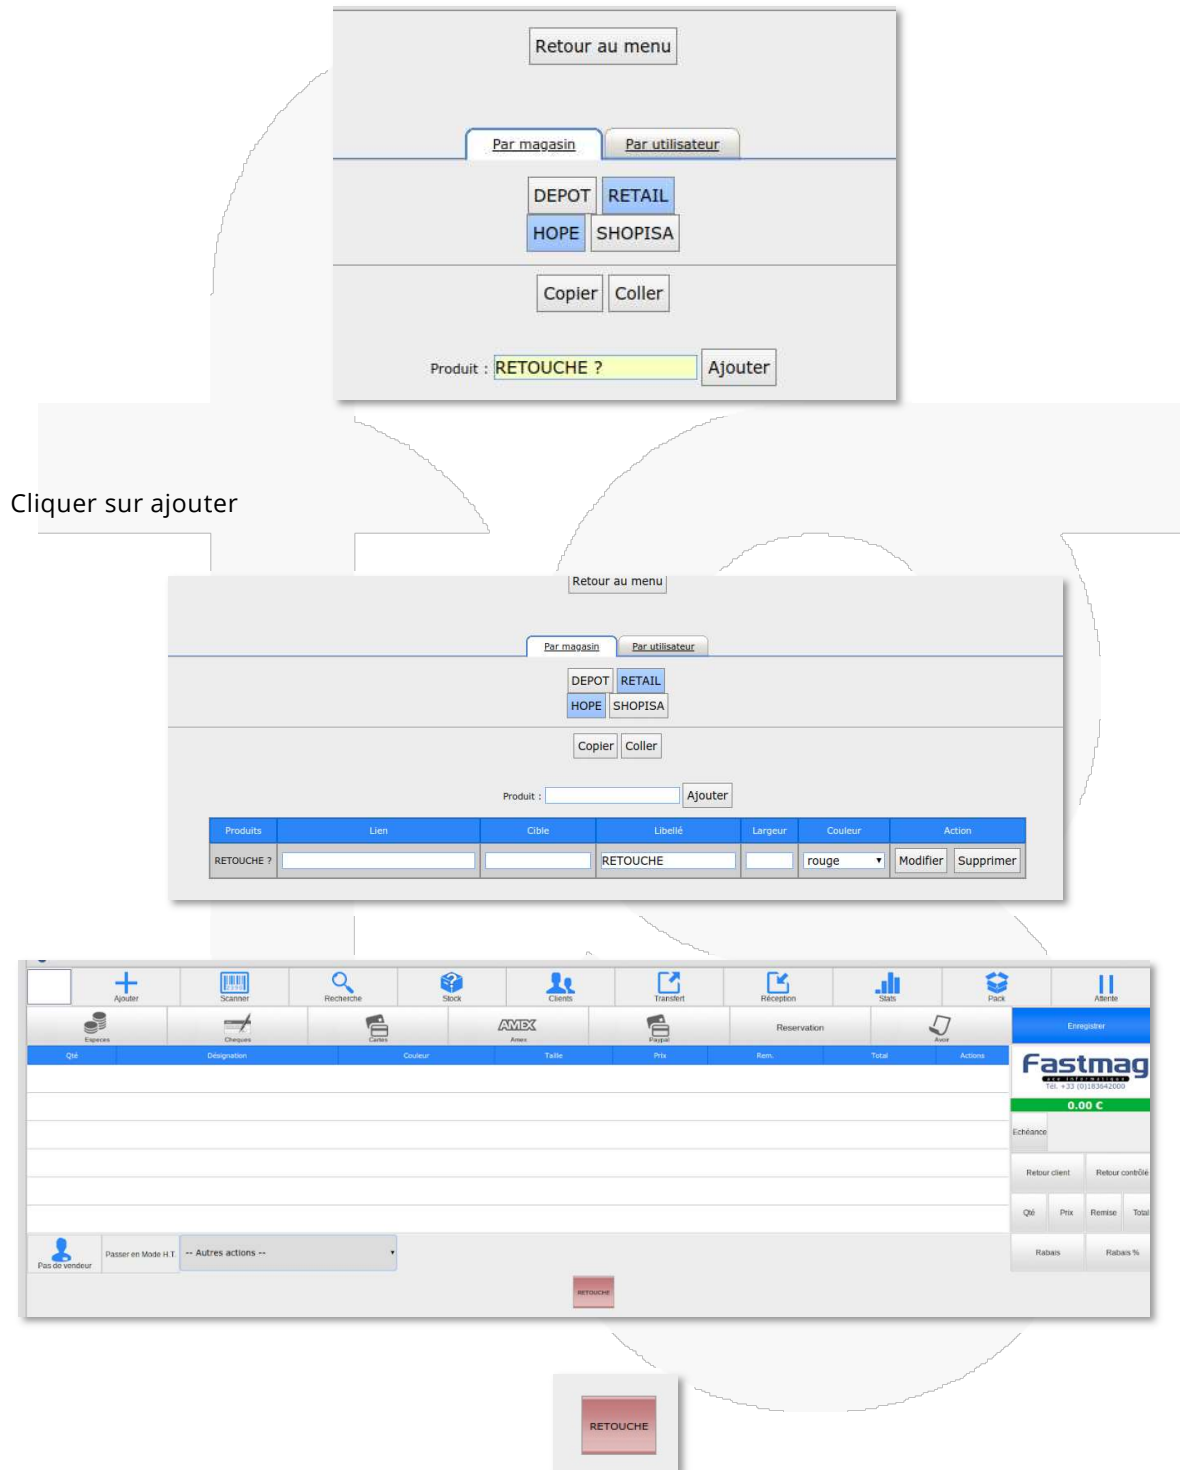 Retour au menu
Par magasin Par utilisateur
DEPOT RETAIL
HOPE SHOPISA
Copier Coller
Produit : RETOUCHE ? Ajouter
Cliquer sur ajouter
Retour au menu
Par magasin Par utilisateur
DEPOT RETAIL
HOPE SHOPISA
Copier Coller
Produit : Ajouter
Produits Lien Cible Libellé Largeur Couleur Action
RETOUCHE ? RETOUCHE rouge Modifier Supprimer
Ajouter Scanner Recherche Stock Clients Transfert Réception Stats Pack Attente
AMEX Reservation Enregistrer
Especes Cheques Cartes Amex Paypal Avoir
Qté Désignation Couleur Taille Prix Rem. Total Actions
Fastmag
Tél. +33 (0)183642000
0.00 €
Echéance
Retour client Retour contrôlé
Qté Prix Remise Total
Pas de vendeur Passer en Mode H.T. -- Autres actions -- Rabais Rabais %
RETOUCHE
RETOUCHE